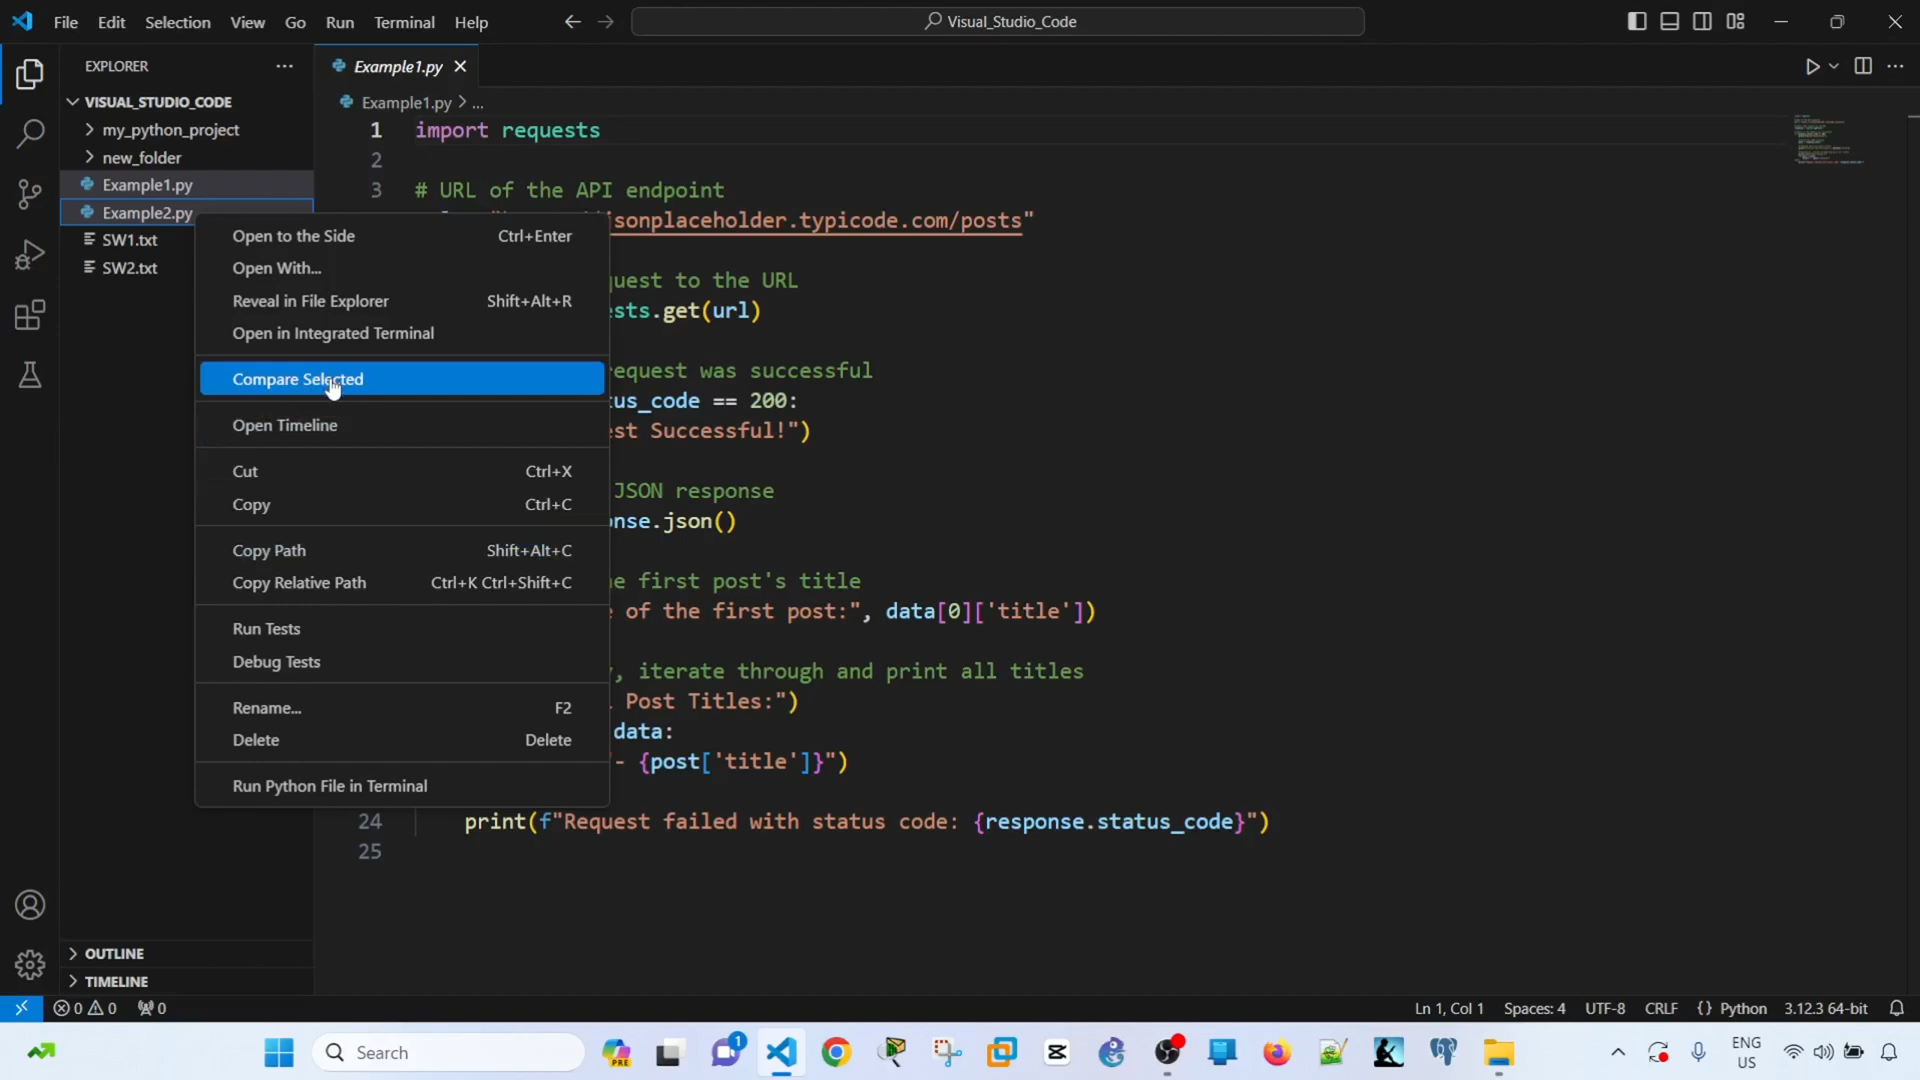 File Edit Selection View Go Run Terminal Help
Visual_Studio_Code
EXPLORER
VISUAL_STUDIO_CODE
my_python_project
new_folder
Example1.py
Example2.py
SW1.txt
SW2.txt
OUTLINE
TIMELINE
Open to the Side Ctrl+Enter
Open With...
Reveal in File Explorer Shift+Alt+R
Open in Integrated Terminal
Compare Selected
Open Timeline
Cut Ctrl+X
Copy Ctrl+C
Copy Path Shift+Alt+C
Copy Relative Path Ctrl+K Ctrl+Shift+C
Run Tests
Debug Tests
Rename... F2
Delete Delete
Run Python File in Terminal
Example1.py
Example1.py > ...
1 import requests
2
3 # URL of the API endpoint
sonplaceholder.typicode.com/posts"
uest to the URL
sts.get(url)
equest was successful
us_code == 200:
est Successful!")
JSON response
nse.json()
e first post's title
of the first post:", data[0]['title'])
, iterate through and print all titles
Post Titles:")
data:
- {post['title']}")
24 print(f"Request failed with status code: {response.status_code}")
25
0 0 0
Ln 1, Col 1 Spaces: 4 UTF-8 CRLF {} Python 3.12.3 64-bit
Search
PRE
1
ENG
US